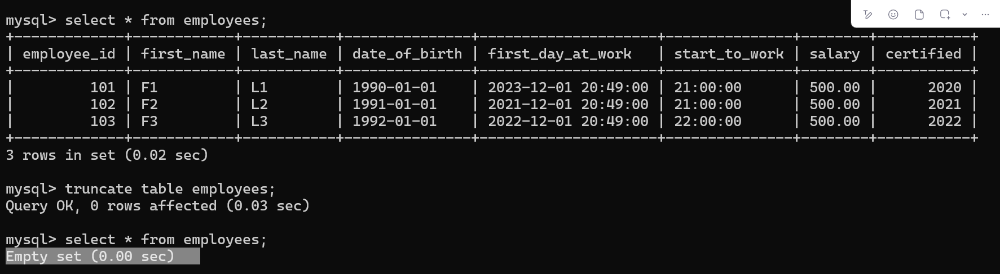 mysql> select * from employees;
+-------------+------------+-----------+---------------+---------------------+---------------+--------+-----------+
| employee_id | first_name | last_name | date_of_birth | first_day_at_work   | start_to_work | salary | certified |
+-------------+------------+-----------+---------------+---------------------+---------------+--------+-----------+
|         101 | F1         | L1        | 1990-01-01    | 2023-12-01 20:49:00 | 21:00:00      | 500.00 |      2020 |
|         102 | F2         | L2        | 1991-01-01    | 2021-12-01 20:49:00 | 21:00:00      | 500.00 |      2021 |
|         103 | F3         | L3        | 1992-01-01    | 2022-12-01 20:49:00 | 22:00:00      | 500.00 |      2022 |
+-------------+------------+-----------+---------------+---------------------+---------------+--------+-----------+
3 rows in set (0.02 sec)
mysql> truncate table employees;
Query OK, 0 rows affected (0.03 sec)
mysql> select * from employees;
Empty set (0.00 sec)